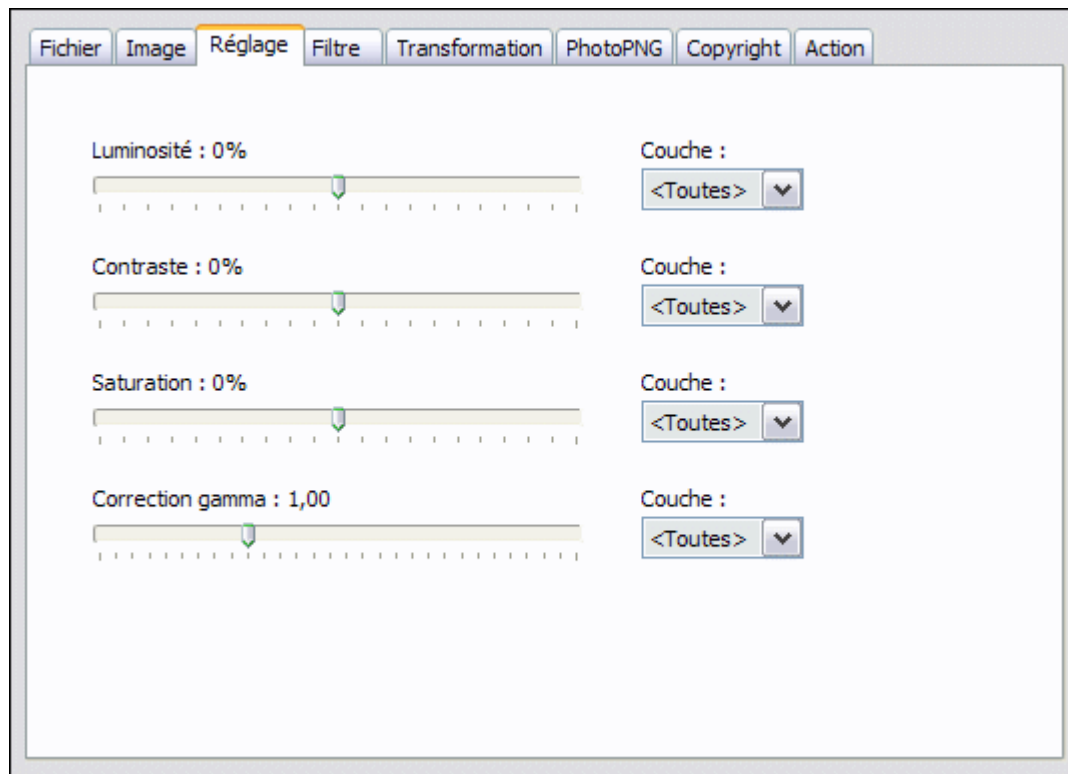 Fichier Image Réglage Filtre Transformation PhotoPNG Copyright Action
Luminosité : 0% Couche :
<Toutes>
Contraste : 0% Couche :
<Toutes>
Saturation : 0% Couche :
<Toutes>
Correction gamma : 1,00 Couche :
<Toutes>